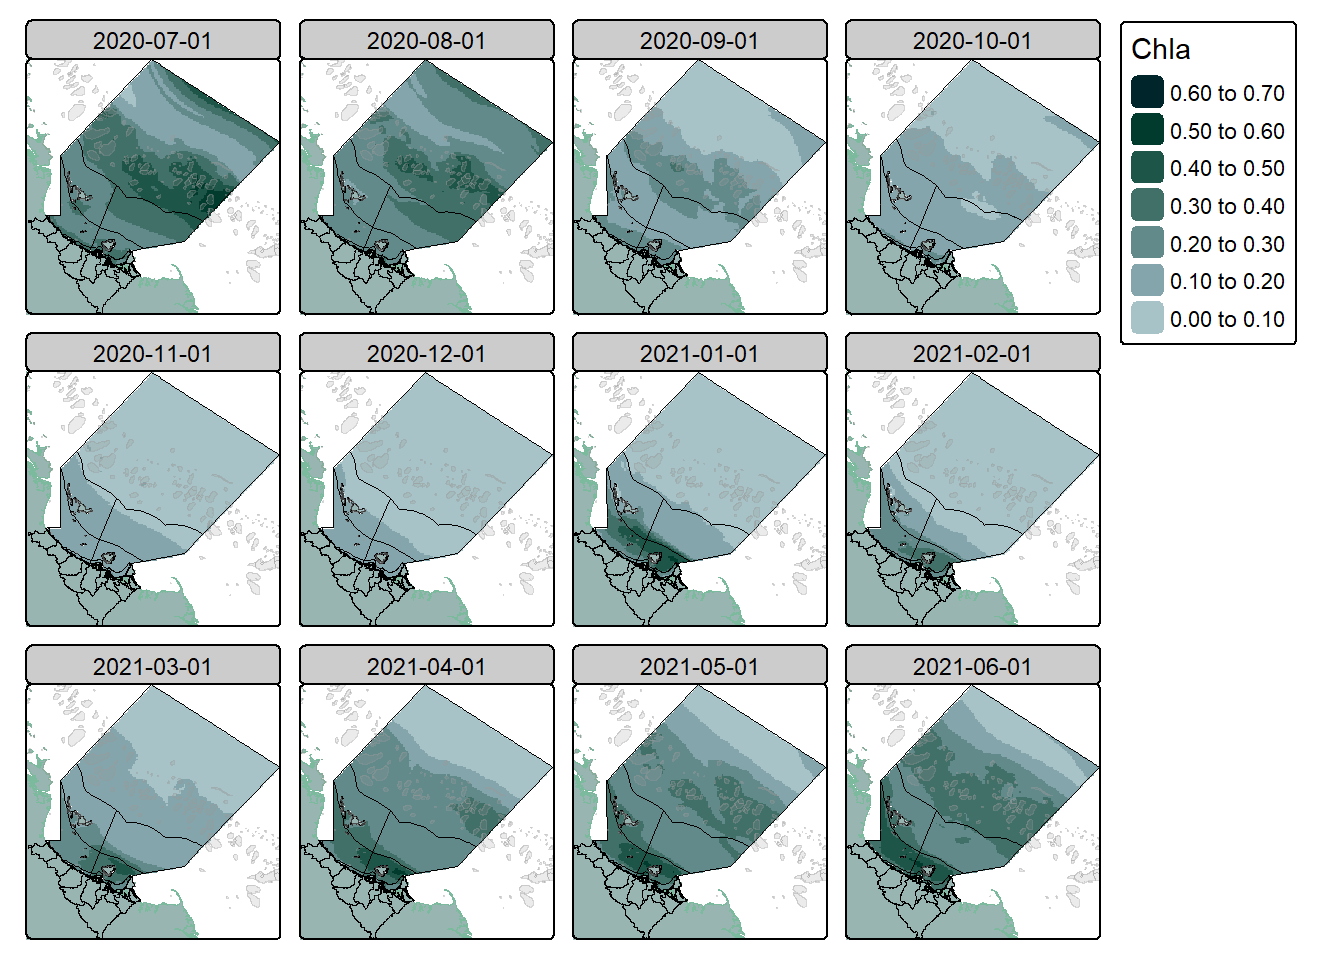 2020-07-01
2020-08-01
2020-09-01
2020-10-01
Chla
0.60 to 0.70
0.50 to 0.60
0.40 to 0.50
0.30 to 0.40
0.20 to 0.30
0.10 to 0.20
0.00 to 0.10
2020-11-01
2020-12-01
2021-01-01
2021-02-01
2021-03-01
2021-04-01
2021-05-01
2021-06-01